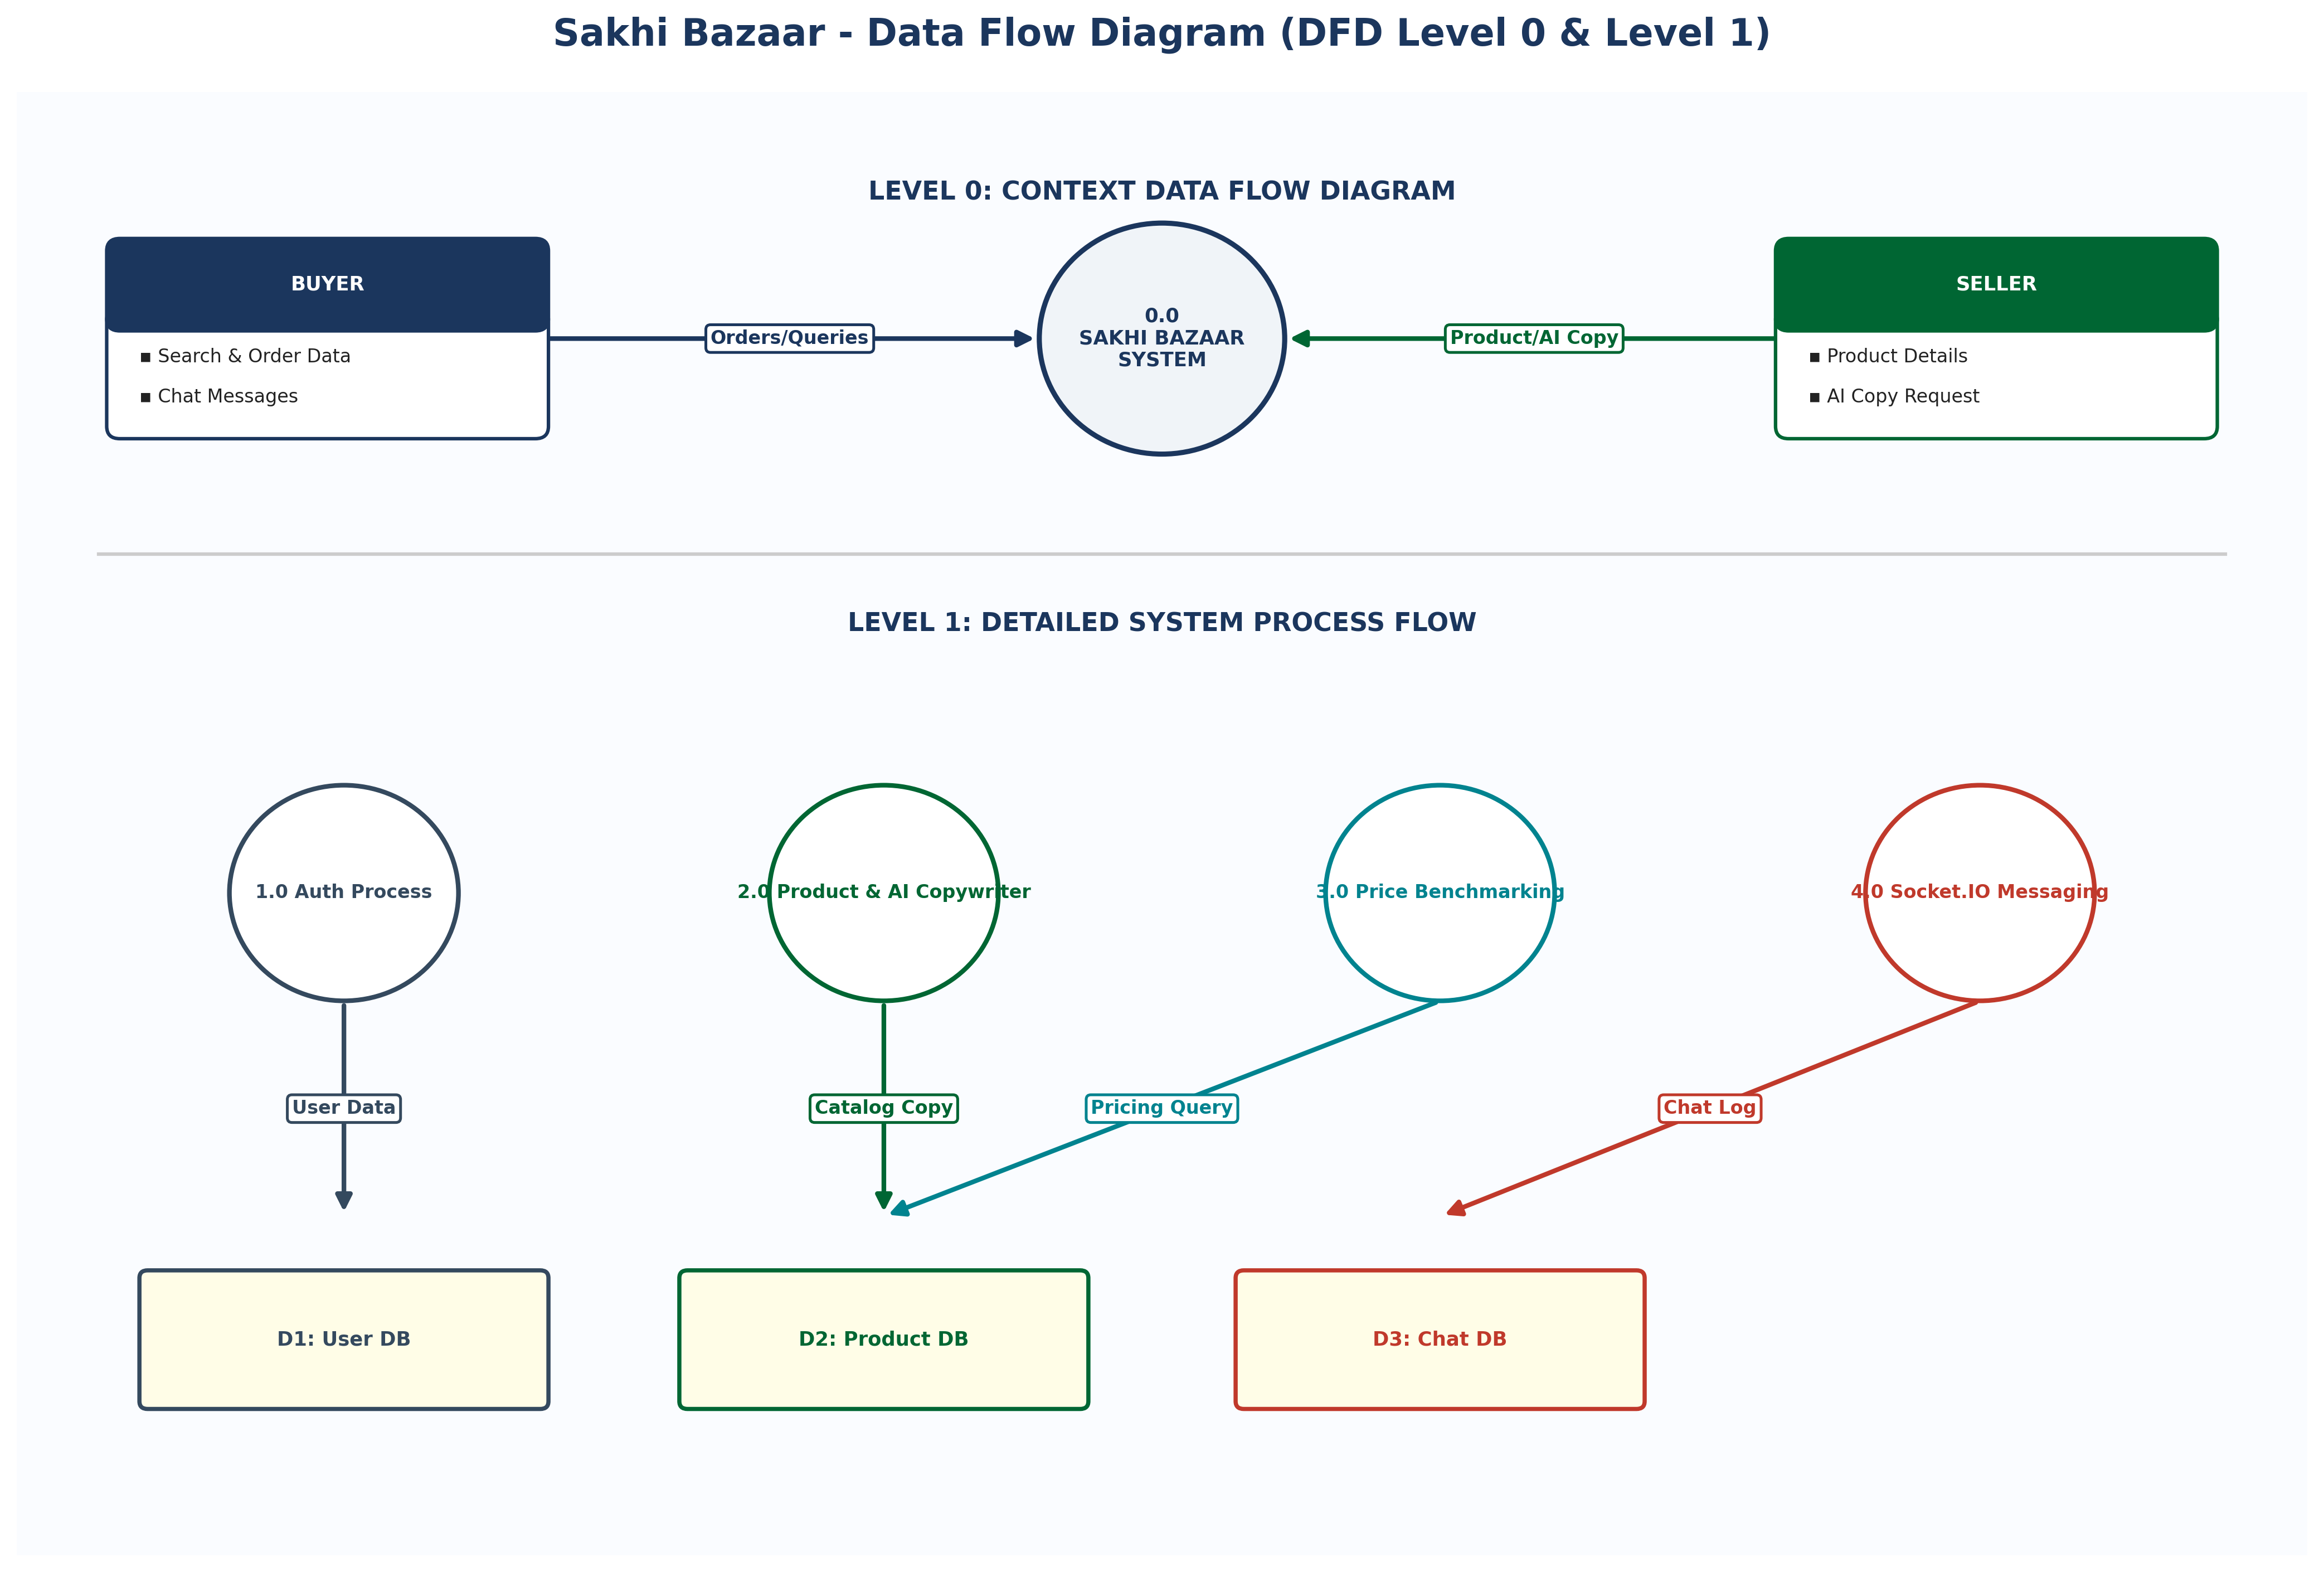 Sakhi Bazaar - Data Flow Diagram (DFD Level 0 & Level 1)
LEVEL 0: CONTEXT DATA FLOW DIAGRAM
BUYER
▪ Search & Order Data
▪ Chat Messages
Orders/Queries
0.0
SAKHI BAZAAR
SYSTEM
Product/AI Copy
SELLER
▪ Product Details
▪ AI Copy Request
LEVEL 1: DETAILED SYSTEM PROCESS FLOW
1.0 Auth Process
2.0 Product & AI Copywriter
3.0 Price Benchmarking
4.0 Socket.IO Messaging
User Data
Catalog Copy
Pricing Query
Chat Log
D1: User DB
D2: Product DB
D3: Chat DB